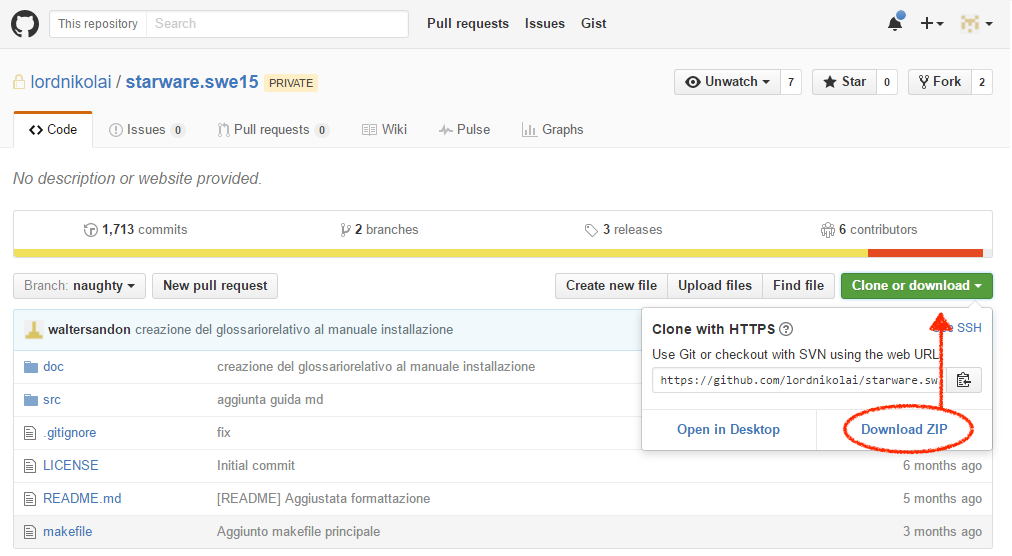 This repository Search Pull requests Issues Gist
lordnikolai / starware.swe15 PRIVATE Unwatch 7 Star 0 Fork 2
Code Issues 0 Pull requests 0 Wiki Pulse Graphs
No description or website provided.
1,713 commits 2 branches 3 releases 6 contributors
Branch: naughty New pull request Create new file Upload files Find file Clone or download
waltersandon creazione del glossariorelativo al manuale installazione
Clone with HTTPS ? SSH
Use Git or checkout with SVN using the web URL
https://github.com/lordnikolai/starware.sw
Open in Desktop Download ZIP
doc creazione del glossariorelativo al manuale installazione
src aggiunta guida md
.gitignore fix
LICENSE Initial commit 6 months ago
README.md [README] Aggiustata formattazione 5 months ago
makefile Aggiunto makefile principale 3 months ago